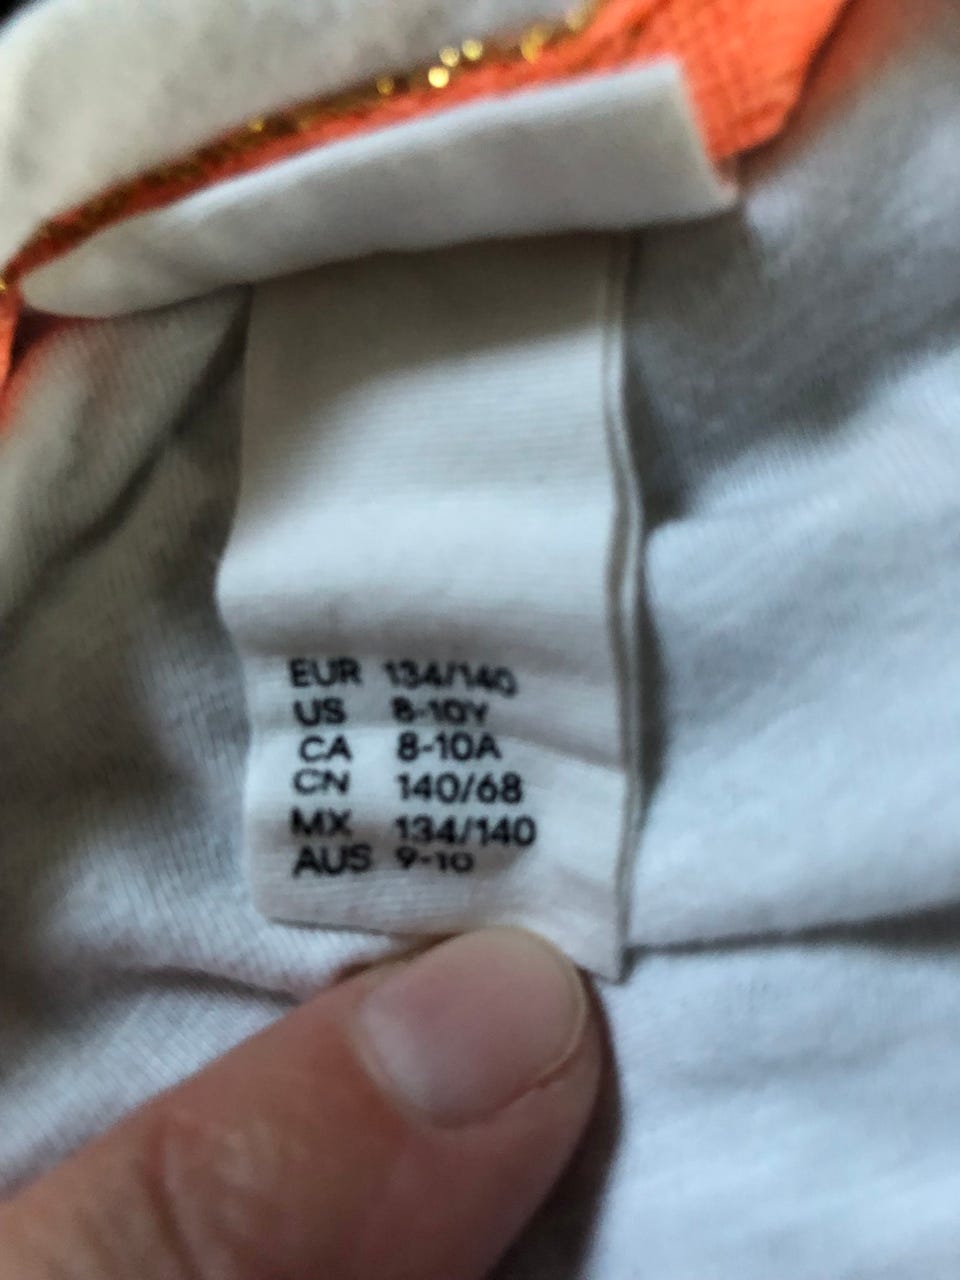 EUR 134/140
US 8-10Y
CA 8-10A
CN 140/68
MX 134/140
AUS 9-10